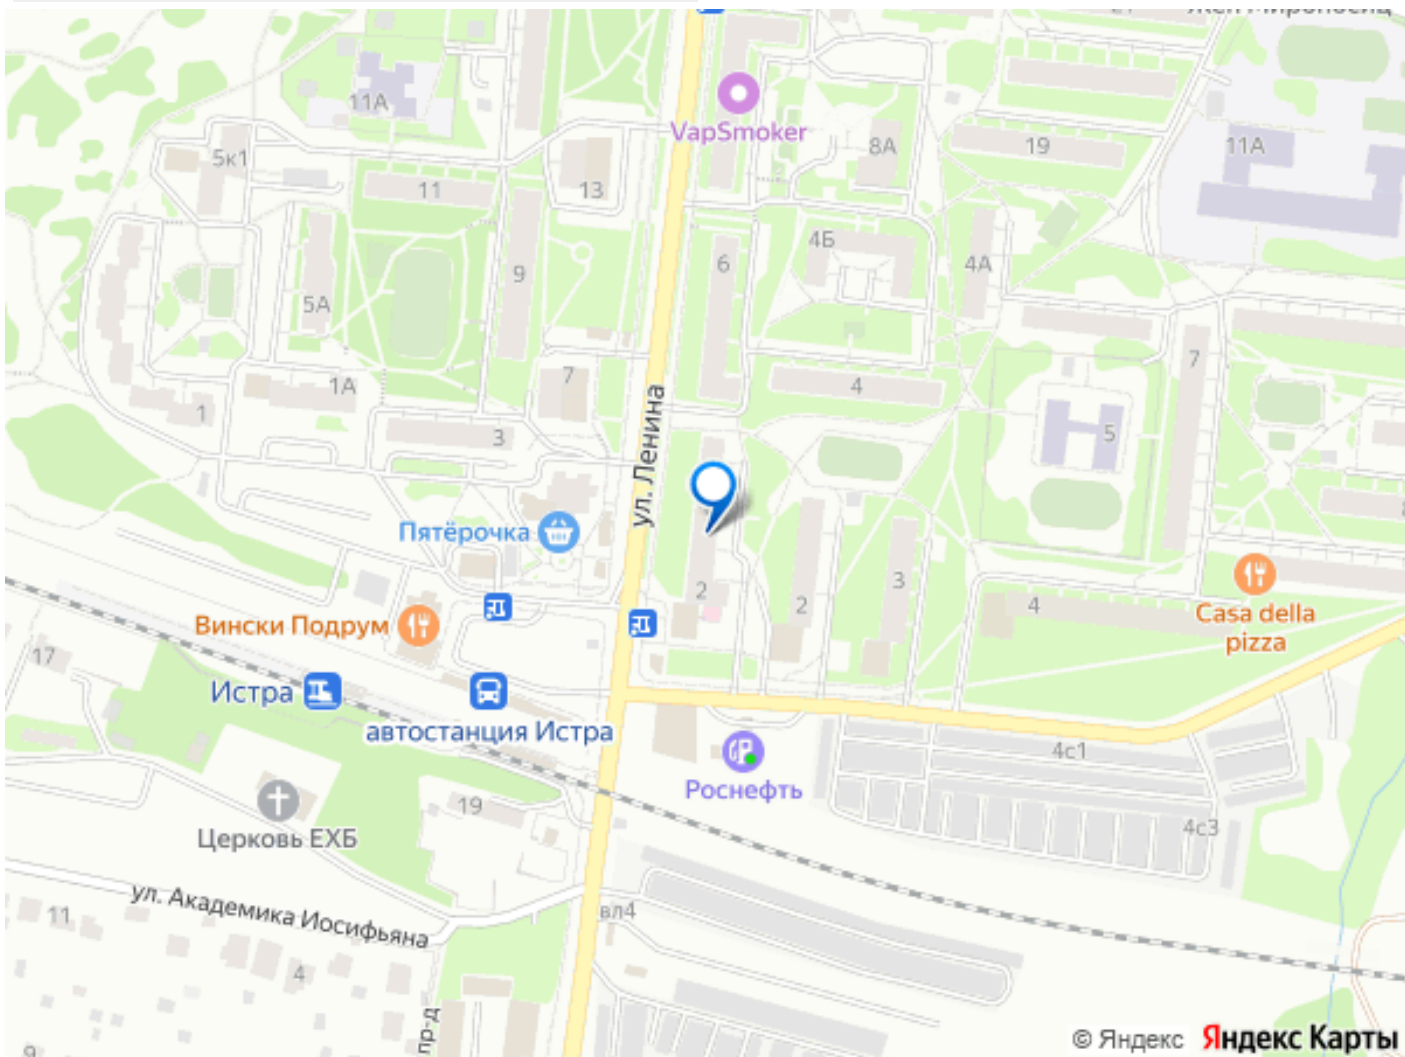 11А
VapSmoker
5к1
8А
19
11А
11
13
4Б
6
4А
9
5А
7
7
4
1А
1
3
5
ул. Ленина
Пятёрочка
3
2
2
4
Casa della
pizza
Вински Подрум
17
Истра
автостанция Истра
4с1
Роснефть
19
4с3
Церковь ЕХБ
ул. Академика Иосифьяна
вл4
11
4
пр-д
© Яндекс Яндекс Карты
9